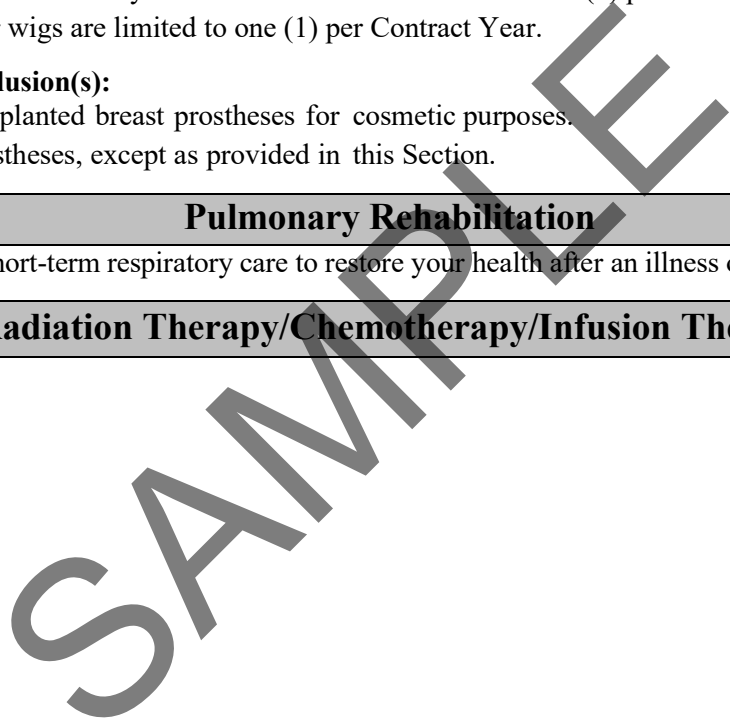 wigs are limited to one (1) per Contract Year.
lusion(s):
planted breast prostheses for cosmetic purposes.
stheses, except as provided in this Section.
Pulmonary Rehabilitation
ort-term respiratory care to restore your health after an illness
adiation Therapy/Chemotherapy/Infusion The
SAMPLE